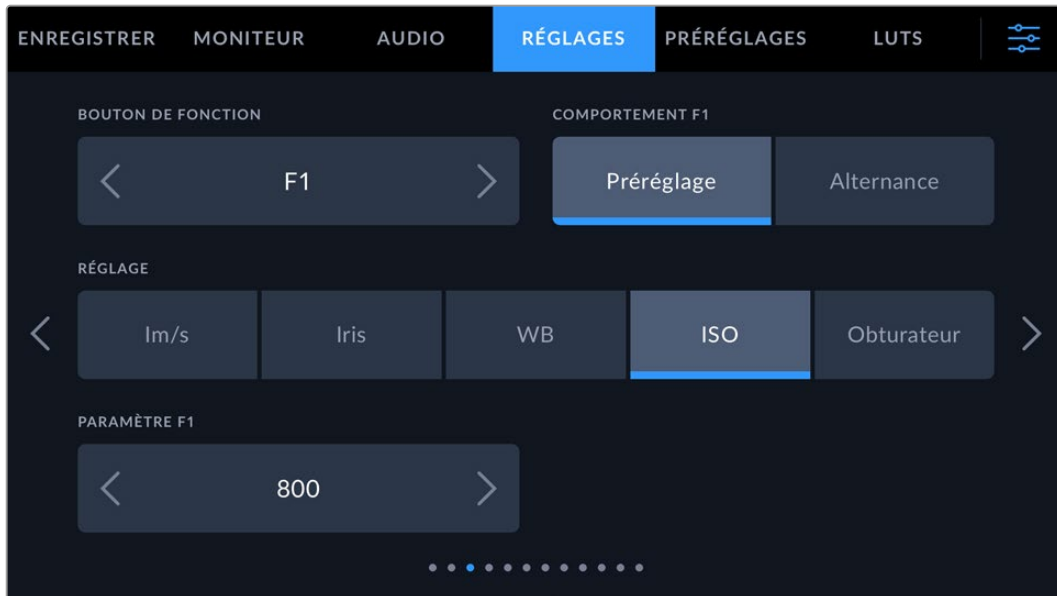 ENREGISTRER MONITEUR AUDIO RÉGLAGES PRÉRÉGLAGES LUTS
BOUTON DE FONCTION COMPORTEMENT F1
F1 Préréglage Alternance
RÉGLAGE
Im/s Iris WB ISO Obturateur
PARAMÈTRE F1
800